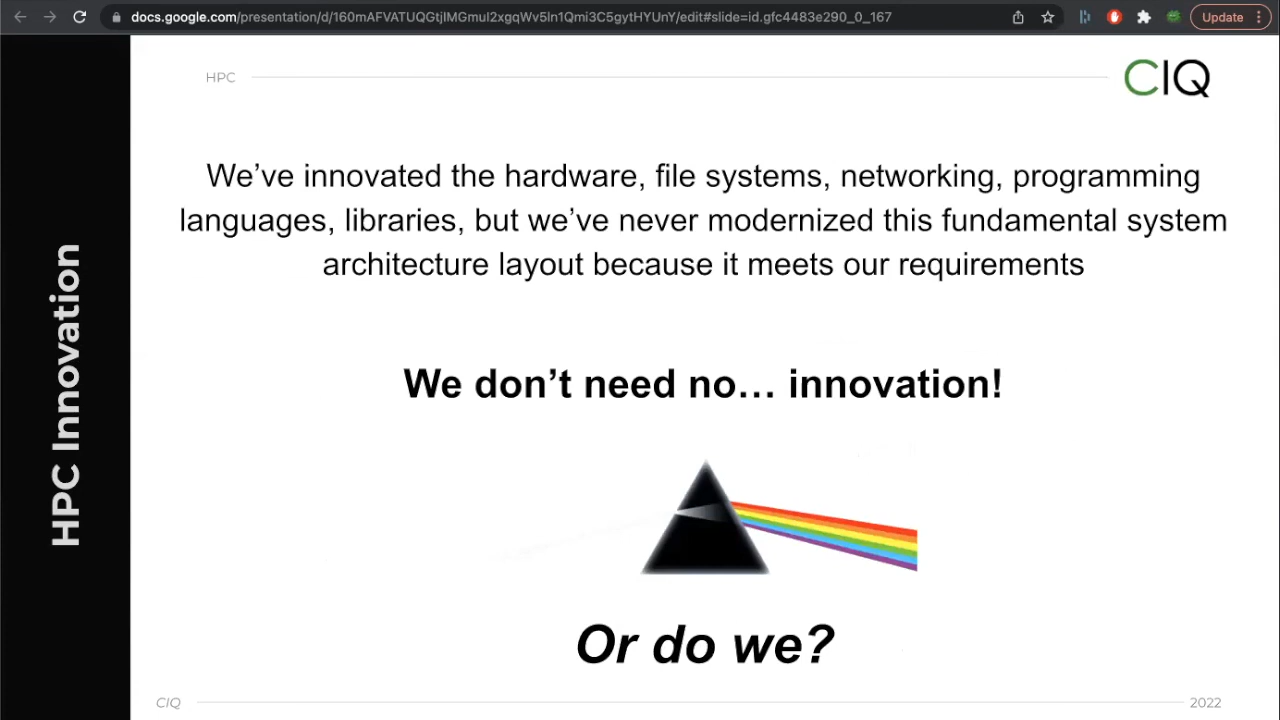 docs.google.com/presentation/d/160mAFVATUQGtjIMGmuI2xgqWv5In1Qmi3C5gytHYUnY/edit#slide=id.gfc4483e290_0_167
Update
HPC
CIQ
We’ve innovated the hardware, file systems, networking, programming
languages, libraries, but we’ve never modernized this fundamental system
architecture layout because it meets our requirements
HPC Innovation
We don’t need no… innovation!
Or do we?
CIQ
2022